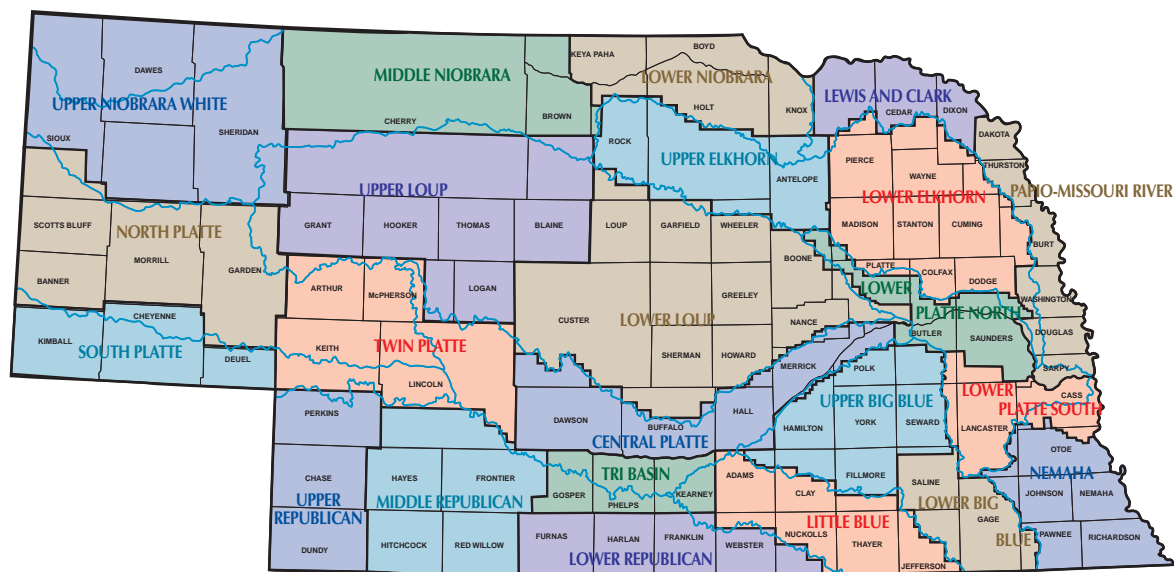 BOYD
KEYA PAHA
DAWES
MIDDLE NIOBRARA
LOWER NIOBRARA
UPPER NIOBRARA WHITE
LEWIS AND CLARK
HOLT
KNOX
CEDAR
DIXON
CHERRY
BROWN
SHERIDAN
SIOUX
ROCK
DAKOTA
UPPER ELKHORN
PIERCE
THURSTON
ANTELOPE
WAYNE
UPPER LOUP
LOWER ELKHORN
PAPIO-MISSOURI RIVER
SCOTTS BLUFF
NORTH PLATTE
GRANT
HOOKER
THOMAS
BLAINE
LOUP
GARFIELD
WHEELER
MADISON
STANTON
CUMING
BURT
MORRILL
GARDEN
BOONE
PLATTE
COLFAX
DODGE
BANNER
ARTHUR
McPHERSON
LOGAN
GREELEY
LOWER
WASHINGTON
CHEYENNE
CUSTER
LOWER LOUP
NANCE
PLATTE NORTH
BUTLER
SAUNDERS
DOUGLAS
KIMBALL
SOUTH PLATTE
DEUEL
KEITH
TWIN PLATTE
SHERMAN
HOWARD
MERRICK
POLK
SARPY
LINCOLN
LOWER
CASS
PLATTE SOUTH
PERKINS
DAWSON
BUFFALO
HALL
UPPER BIG BLUE
HAMILTON
YORK
SEWARD
LANCASTER
CENTRAL PLATTE
OTOE
CHASE
HAYES
FRONTIER
TRI BASIN
ADAMS
FILLMORE
SALINE
NEMAHA
UPPER
REPUBLICAN
MIDDLE REPUBLICAN
GOSPER
PHELPS
KEARNEY
CLAY
LOWER BIG
BLUE
JOHNSON
NEMAHA
GAGE
LITTLE BLUE
DUNDY
HITCHCOCK
RED WILLOW
FURNAS
HARLAN
FRANKLIN
WEBSTER
NUCKOLLS
THAYER
JEFFERSON
PAWNEE
RICHARDSON
LOWER REPUBLICAN